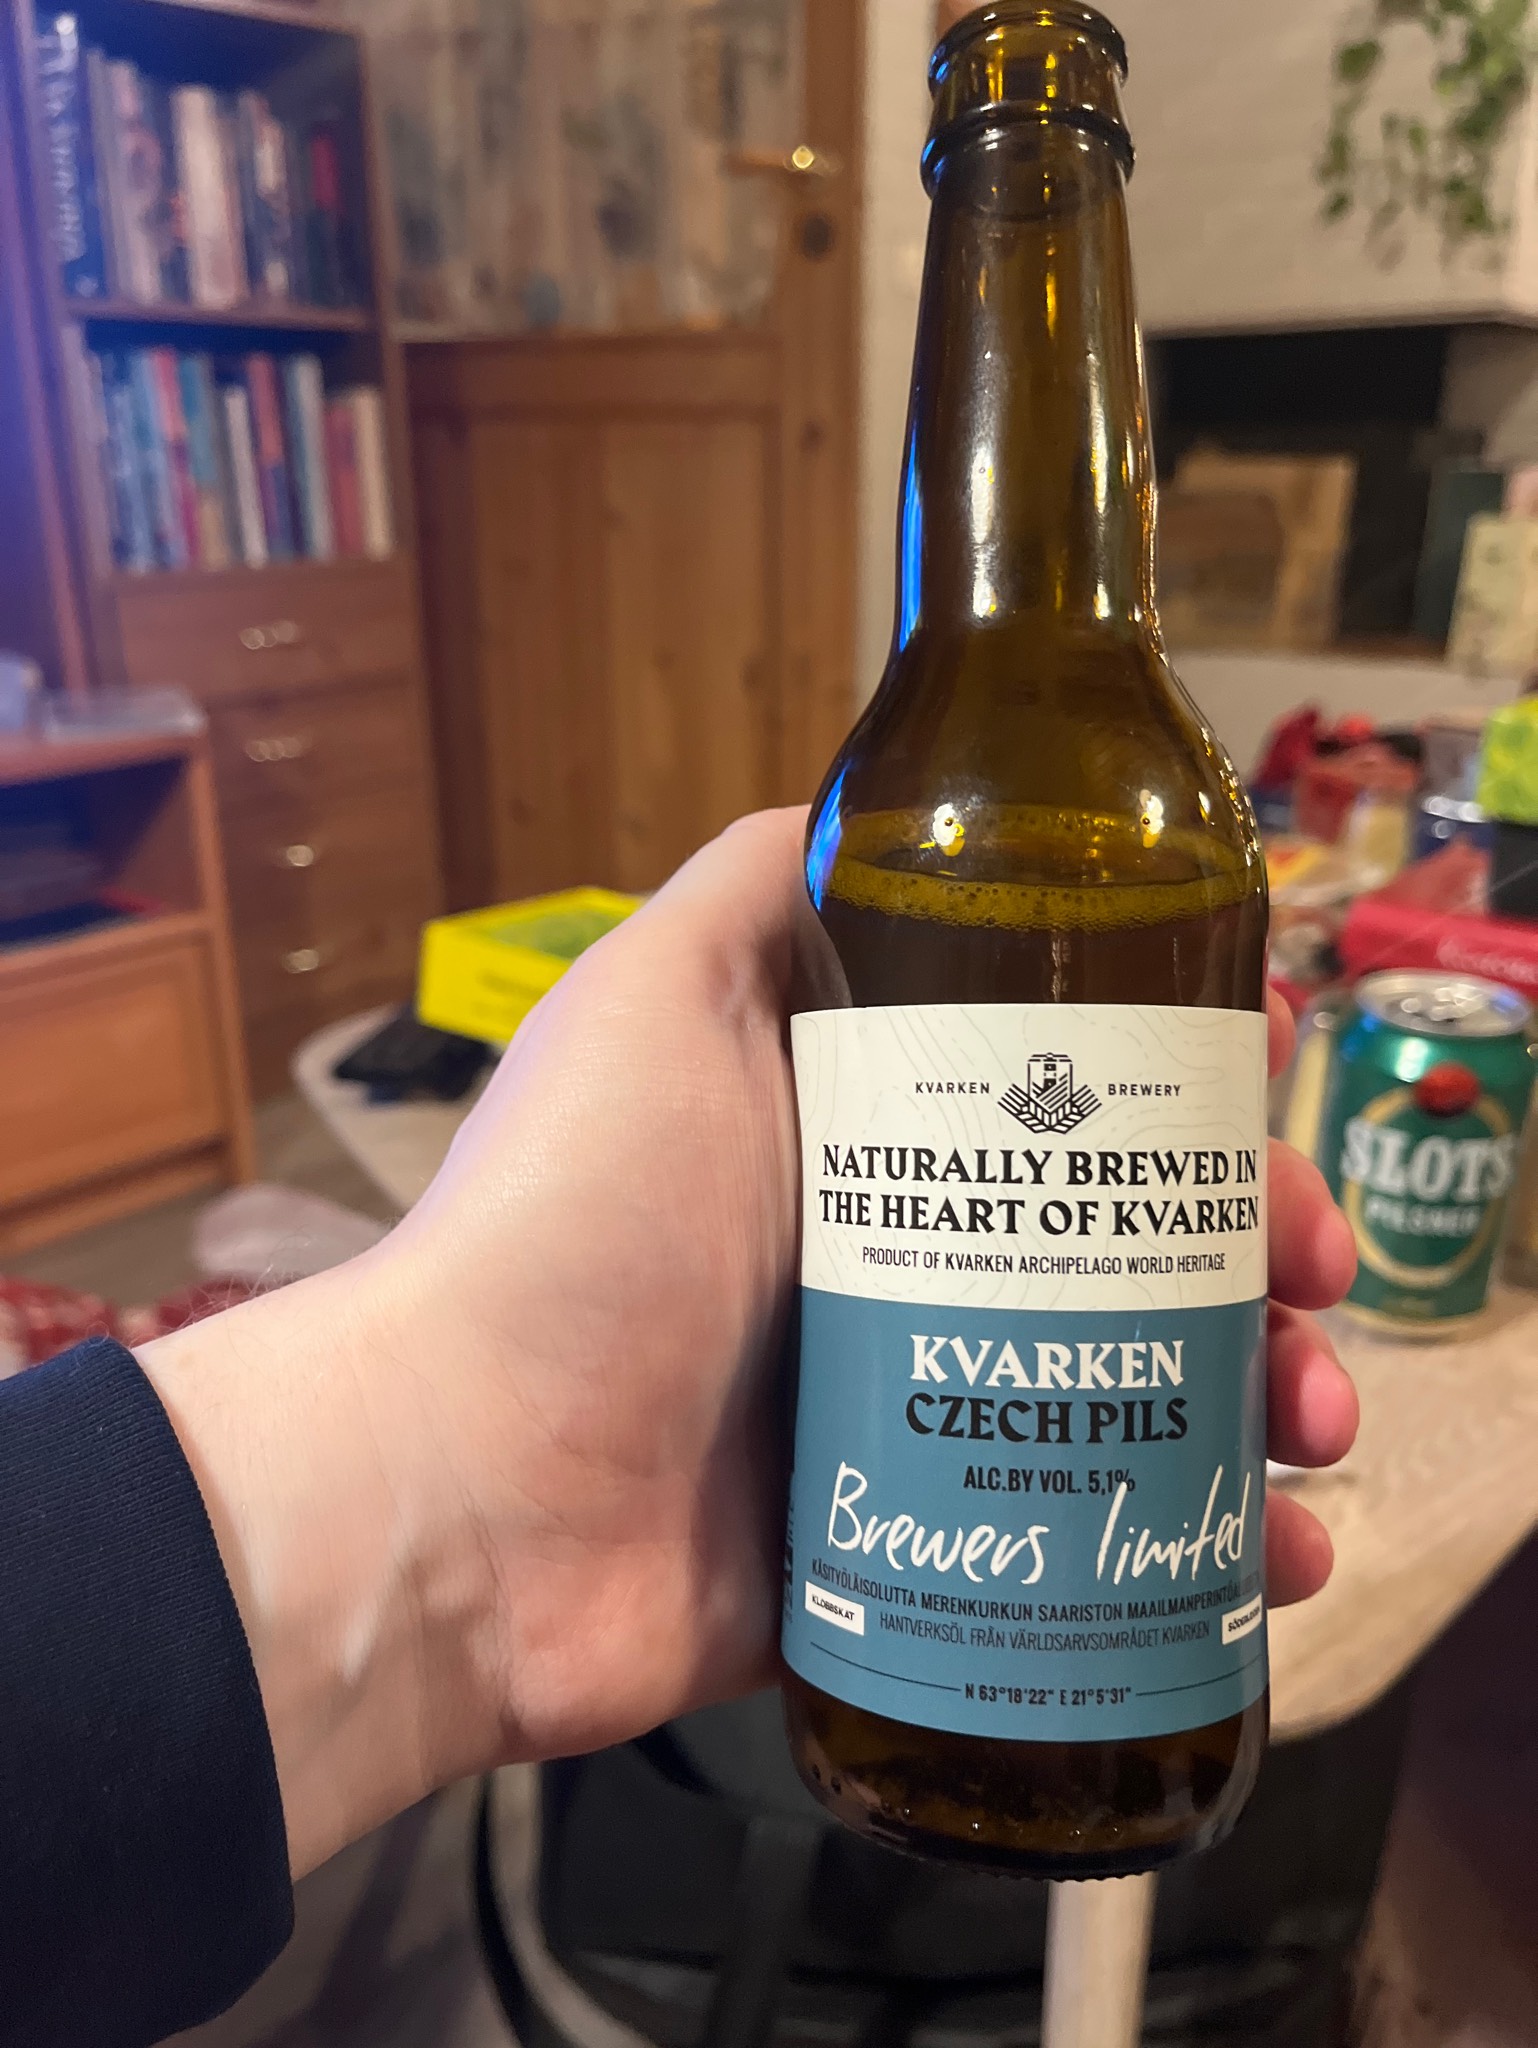 KVARKEN BREWERY
NATURALLY BREWED IN
THE HEART OF KVARKEN
PRODUCT OF KVARKEN ARCHIPELAGO WORLD HERITAGE
KVARKEN
CZECH PILS
ALC.BY VOL. 5,1%
Brewers limited
KÄSITYÖLÄISOLUTTA MERENKURKUN SAARISTON
HANTVERKSÖL FRÅN VÄRLDSARVSOMRÅDET KVARKEN
KLOBBSKAT
N 63°18'22" E 21°5'31"
SLOTS
PILSNER